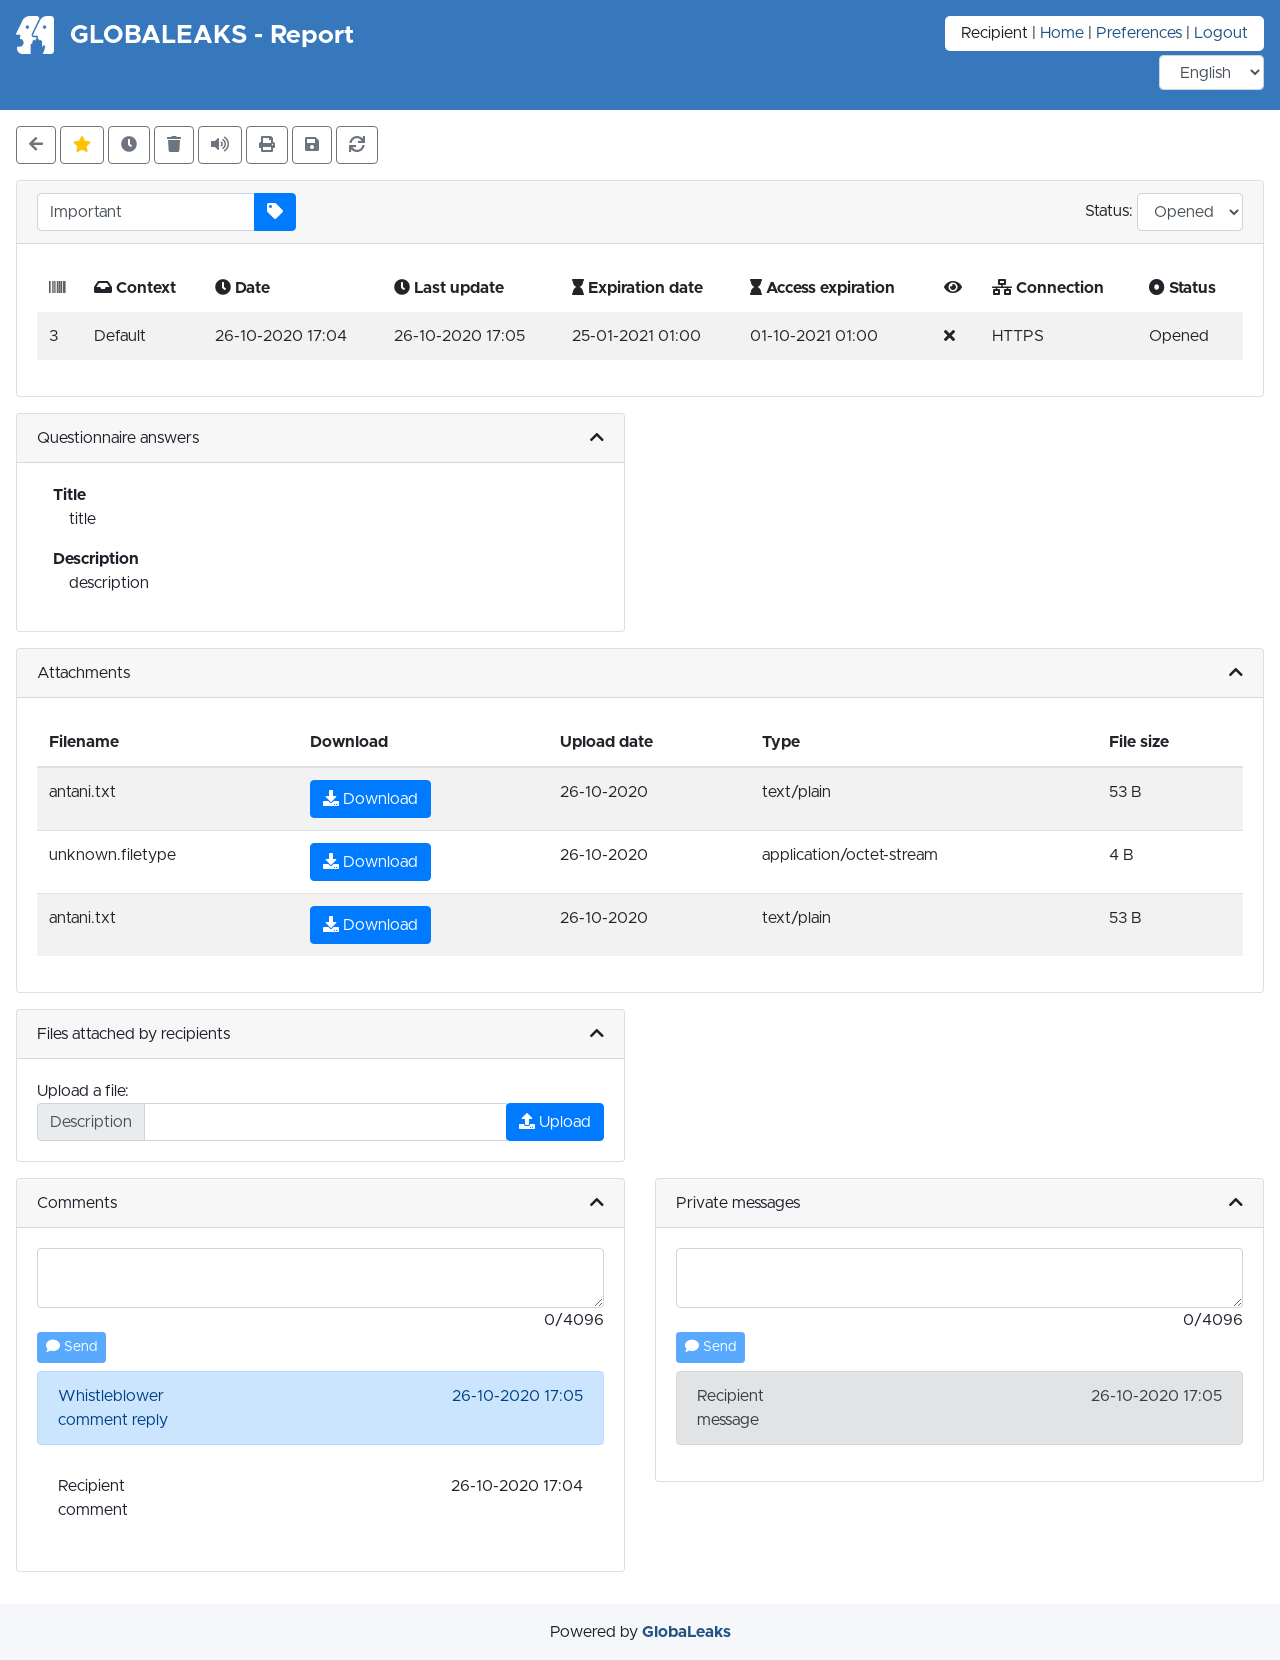 GLOBALEAKS - Report
Recipient | Home | Preferences | Logout
English
Important
Status: Opened
Context Date Last update Expiration date Access expiration Connection Status
3 Default 26-10-2020 17:04 26-10-2020 17:05 25-01-2021 01:00 01-10-2021 01:00 HTTPS Opened
Questionnaire answers
Title
title
Description
description
Attachments
Filename Download Upload date Type File size
antani.txt Download 26-10-2020 text/plain 53 B
unknown.filetype Download 26-10-2020 application/octet-stream 4 B
antani.txt Download 26-10-2020 text/plain 53 B
Files attached by recipients
Upload a file:
Description Upload
Comments
0/4096
Send
Whistleblower 26-10-2020 17:05
comment reply
Recipient 26-10-2020 17:04
comment
Private messages
0/4096
Send
Recipient 26-10-2020 17:05
message
Powered by GlobaLeaks